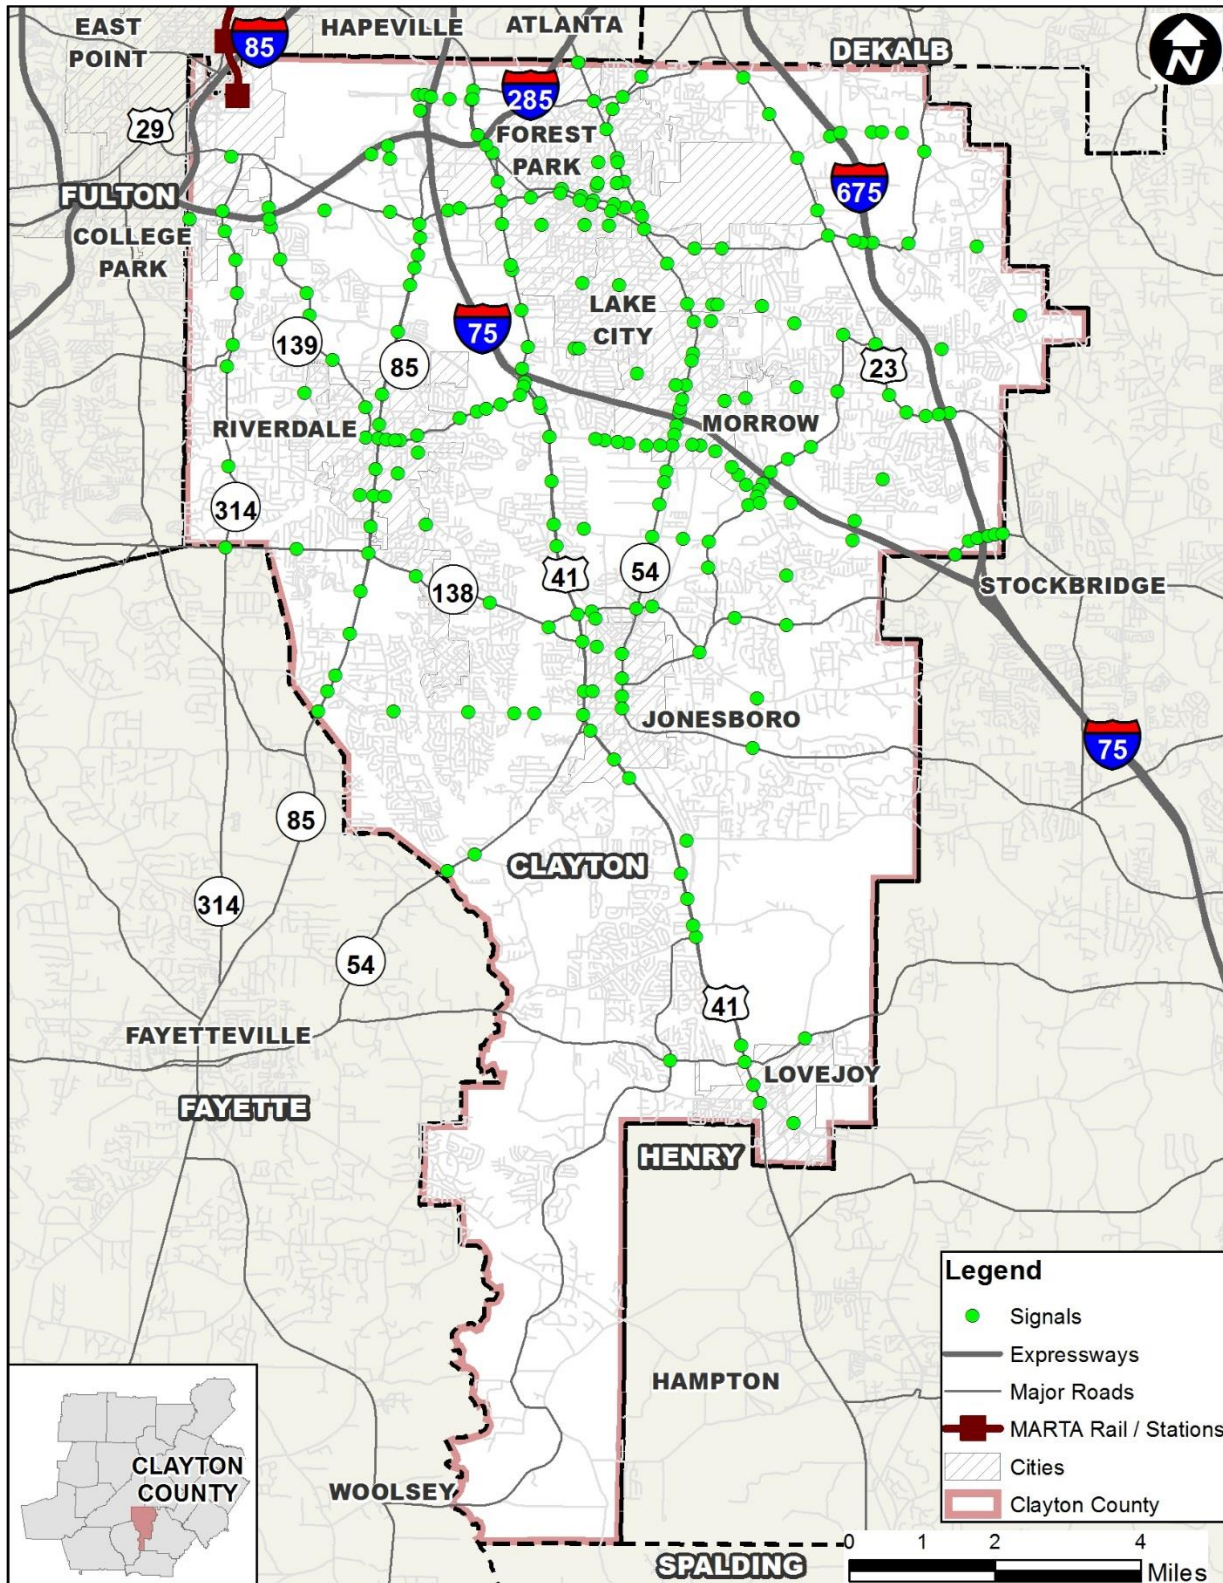 EAST
POINT
85
HAPEVILLE
ATLANTA
DEKALB
N
285
29
FOREST
PARK
675
FULTON
COLLEGE
PARK
LAKE
CITY
75
139
85
23
RIVERDALE
MORROW
314
138
41
54
STOCKBRIDGE
JONESBORO
75
85
CLAYTON
314
54
41
FAYETTEVILLE
LOVEJOY
FAYETTE
HENRY
HAMPTON
WOOLSEY
SPALDING
CLAYTON
COUNTY
Legend
Signals
Expressways
Major Roads
MARTA Rail / Stations
Cities
Clayton County
0 1 2 4
Miles